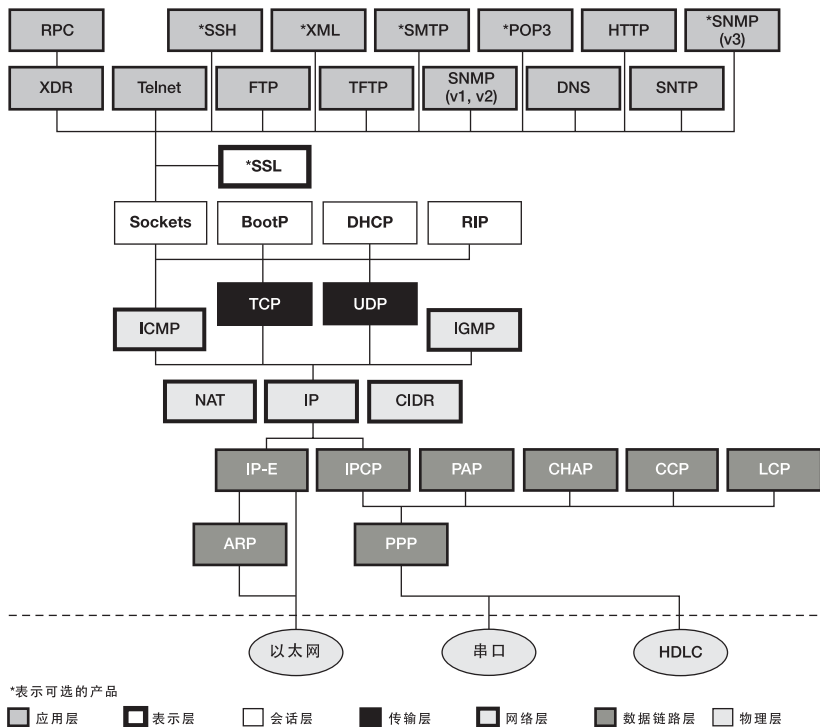 RPC
*SSH
*XML
*SMTP
*POP3
HTTP
*SNMP
(v3)
XDR
Telnet
FTP
TFTP
SNMP
(v1, v2)
DNS
SNTP
*SSL
Sockets
BootP
DHCP
RIP
TCP
UDP
ICMP
IGMP
NAT
IP
CIDR
IP-E
IPCP
PAP
CHAP
CCP
LCP
ARP
PPP
以太网
串口
HDLC
*表示可选的产品
应用层
表示层
会话层
传输层
网络层
数据链路层
物理层